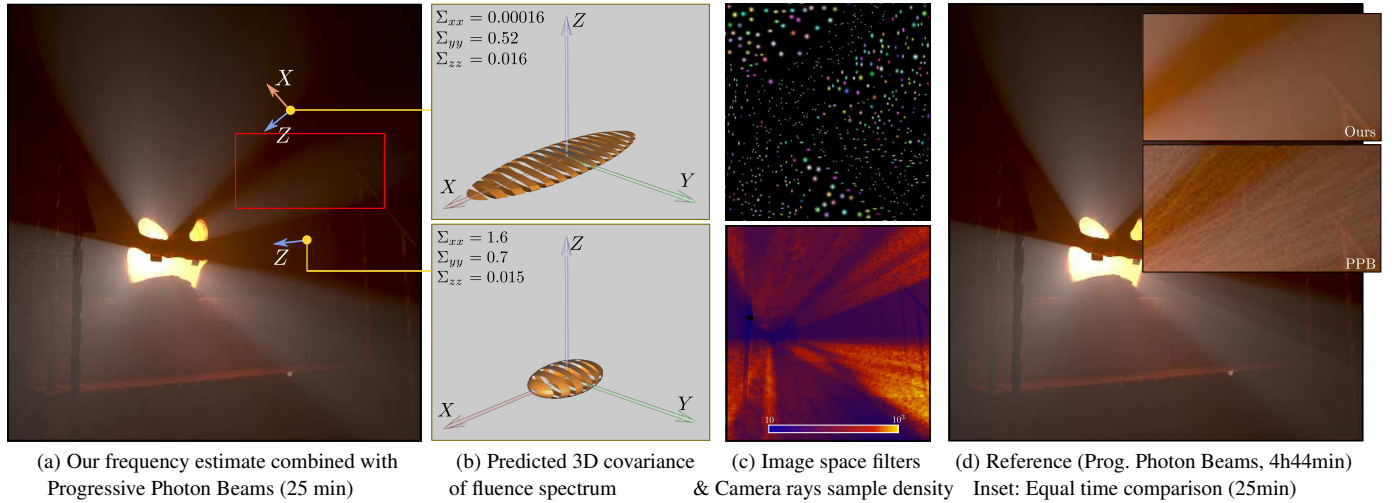 X
Z
Z
Σxx = 0.00016
Σyy = 0.52
Σzz = 0.016
Z
X
Y
Σxx = 1.6
Σyy = 0.7
Σzz = 0.015
Z
X
Y
10
10³
Ours
PPB
(a) Our frequency estimate combined with
Progressive Photon Beams (25 min)
(b) Predicted 3D covariance
of fluence spectrum
(c) Image space filters
& Camera rays sample density
(d) Reference (Prog. Photon Beams, 4h44min)
Inset: Equal time comparison (25min)